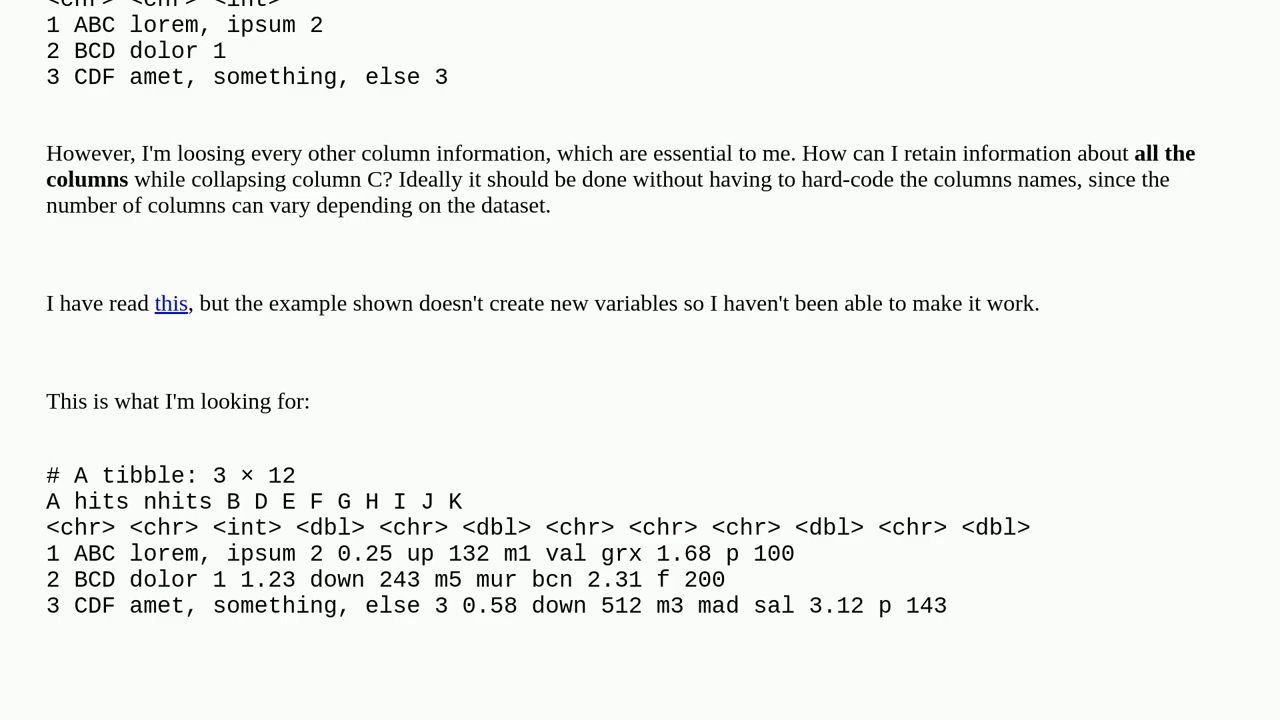 <chr> <chr> <int>
1 ABC lorem, ipsum 2
2 BCD dolor 1
3 CDF amet, something, else 3
However, I'm loosing every other column information, which are essential to me. How can I retain information about all the
columns while collapsing column C? Ideally it should be done without having to hard-code the columns names, since the
number of columns can vary depending on the dataset.
I have read this, but the example shown doesn't create new variables so I haven't been able to make it work.
This is what I'm looking for:
# A tibble: 3 × 12
A hits nhits B D E F G H I J K
<chr> <chr> <int> <dbl> <chr> <dbl> <chr> <chr> <chr> <dbl> <chr> <dbl>
1 ABC lorem, ipsum 2 0.25 up 132 m1 val grx 1.68 p 100
2 BCD dolor 1 1.23 down 243 m5 mur bcn 2.31 f 200
3 CDF amet, something, else 3 0.58 down 512 m3 mad sal 3.12 p 143